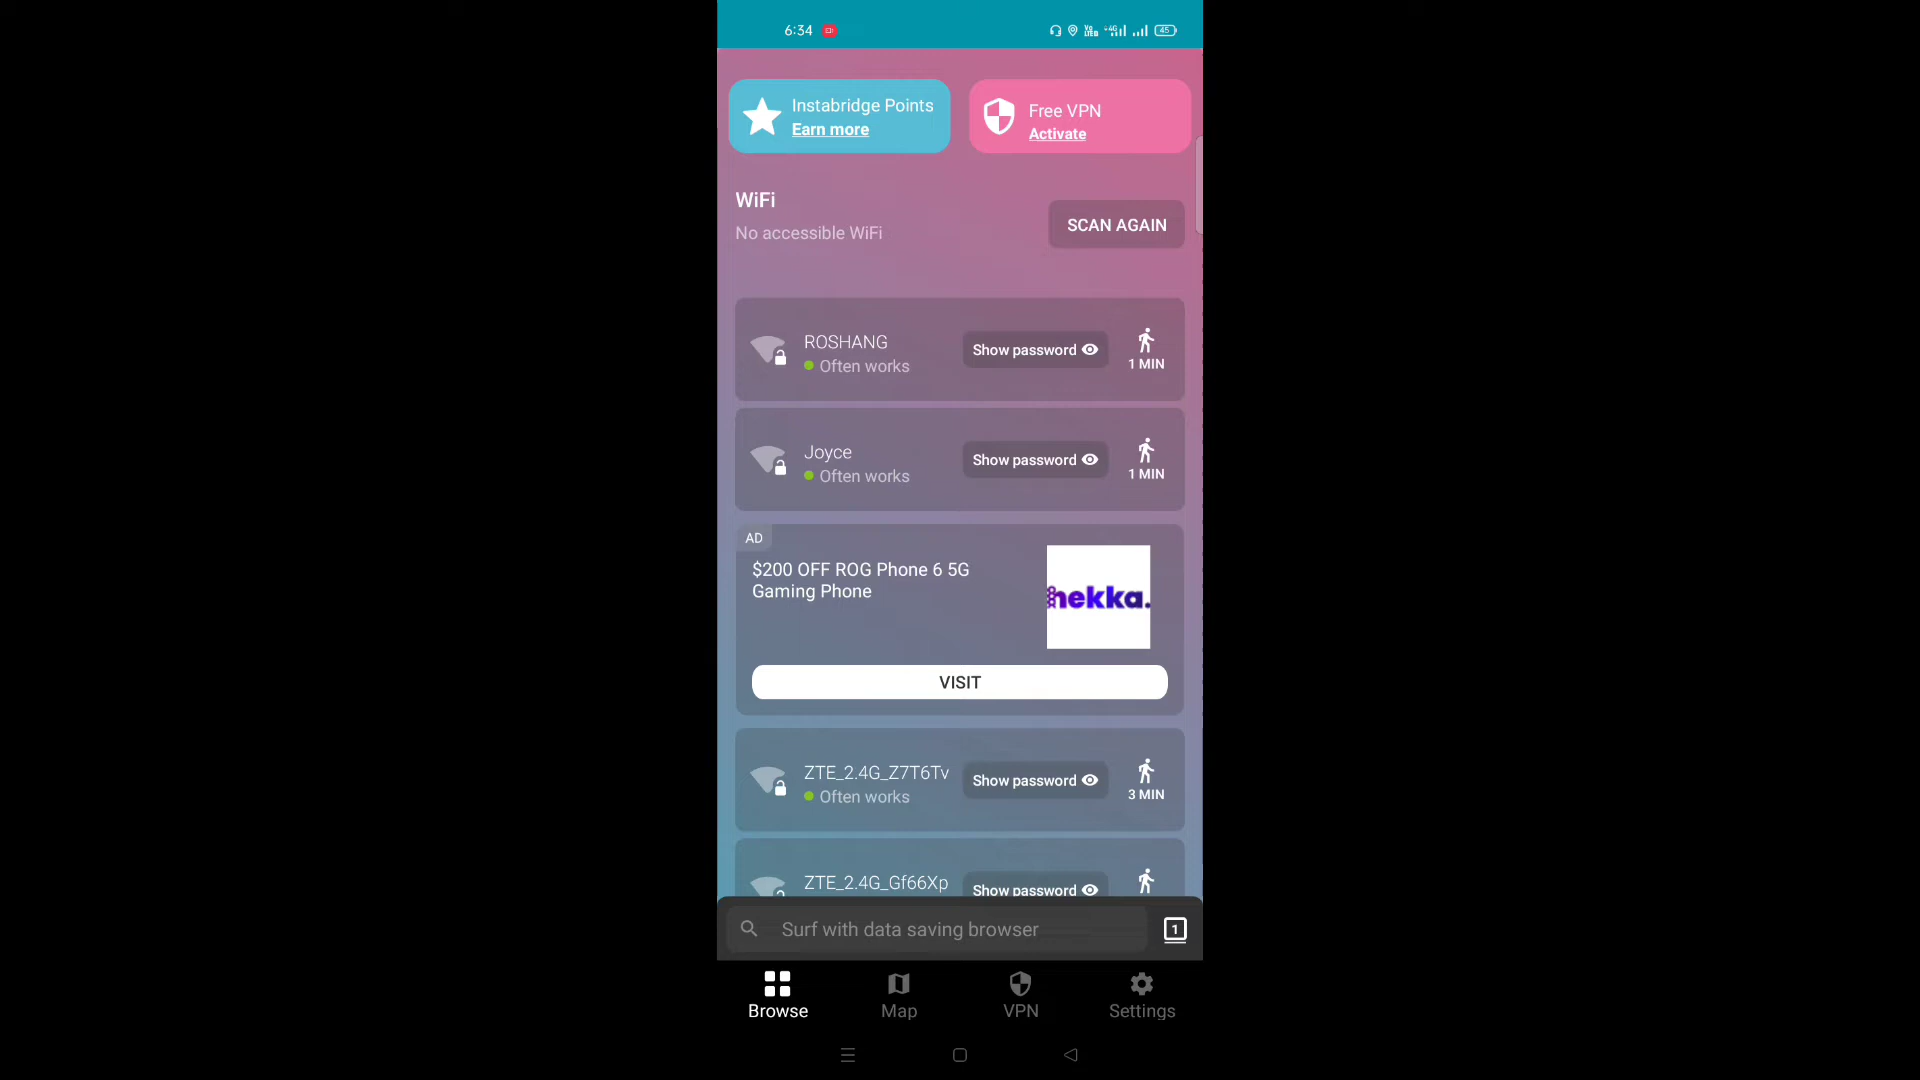 6:34
45
Instabridge Points
Earn more
Free VPN
Activate
WiFi
No accessible WiFi
SCAN AGAIN
ROSHANG
Often works
Show password
1 MIN
Joyce
Often works
Show password
1 MIN
AD
$200 OFF ROG Phone 6 5G
Gaming Phone
hekka.
VISIT
ZTE_2.4G_Z7T6Tv
Often works
Show password
3 MIN
ZTE_2.4G_Gf66Xp
Show password
Surf with data saving browser
1
Browse
Map
VPN
Settings